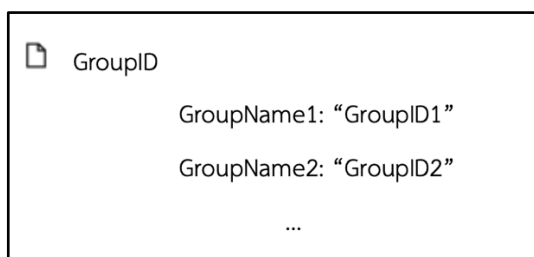 GroupID
GroupName1: “GroupID1”
GroupName2: “GroupID2”
...